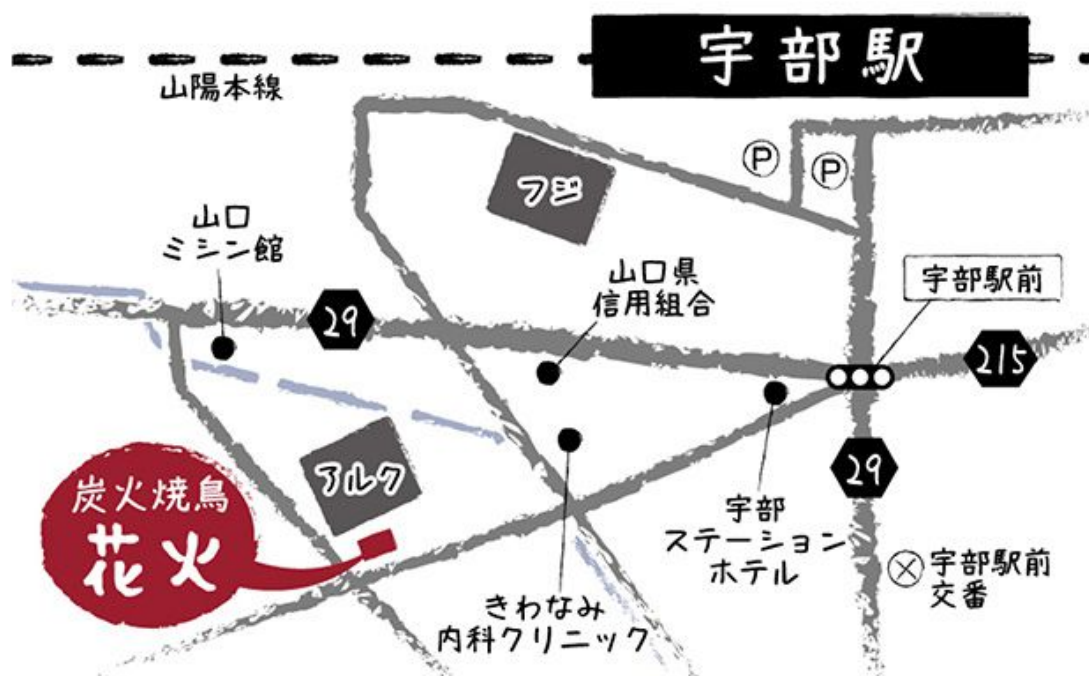 宇部駅
山陽本線
P
P
フジ
山口
ミシン館
山口県
信用組合
宇部駅前
29
215
アルク
29
炭火焼鳥
花火
宇部
ステーション
ホテル
宇部駅前
交番
きわなみ
内科クリニック